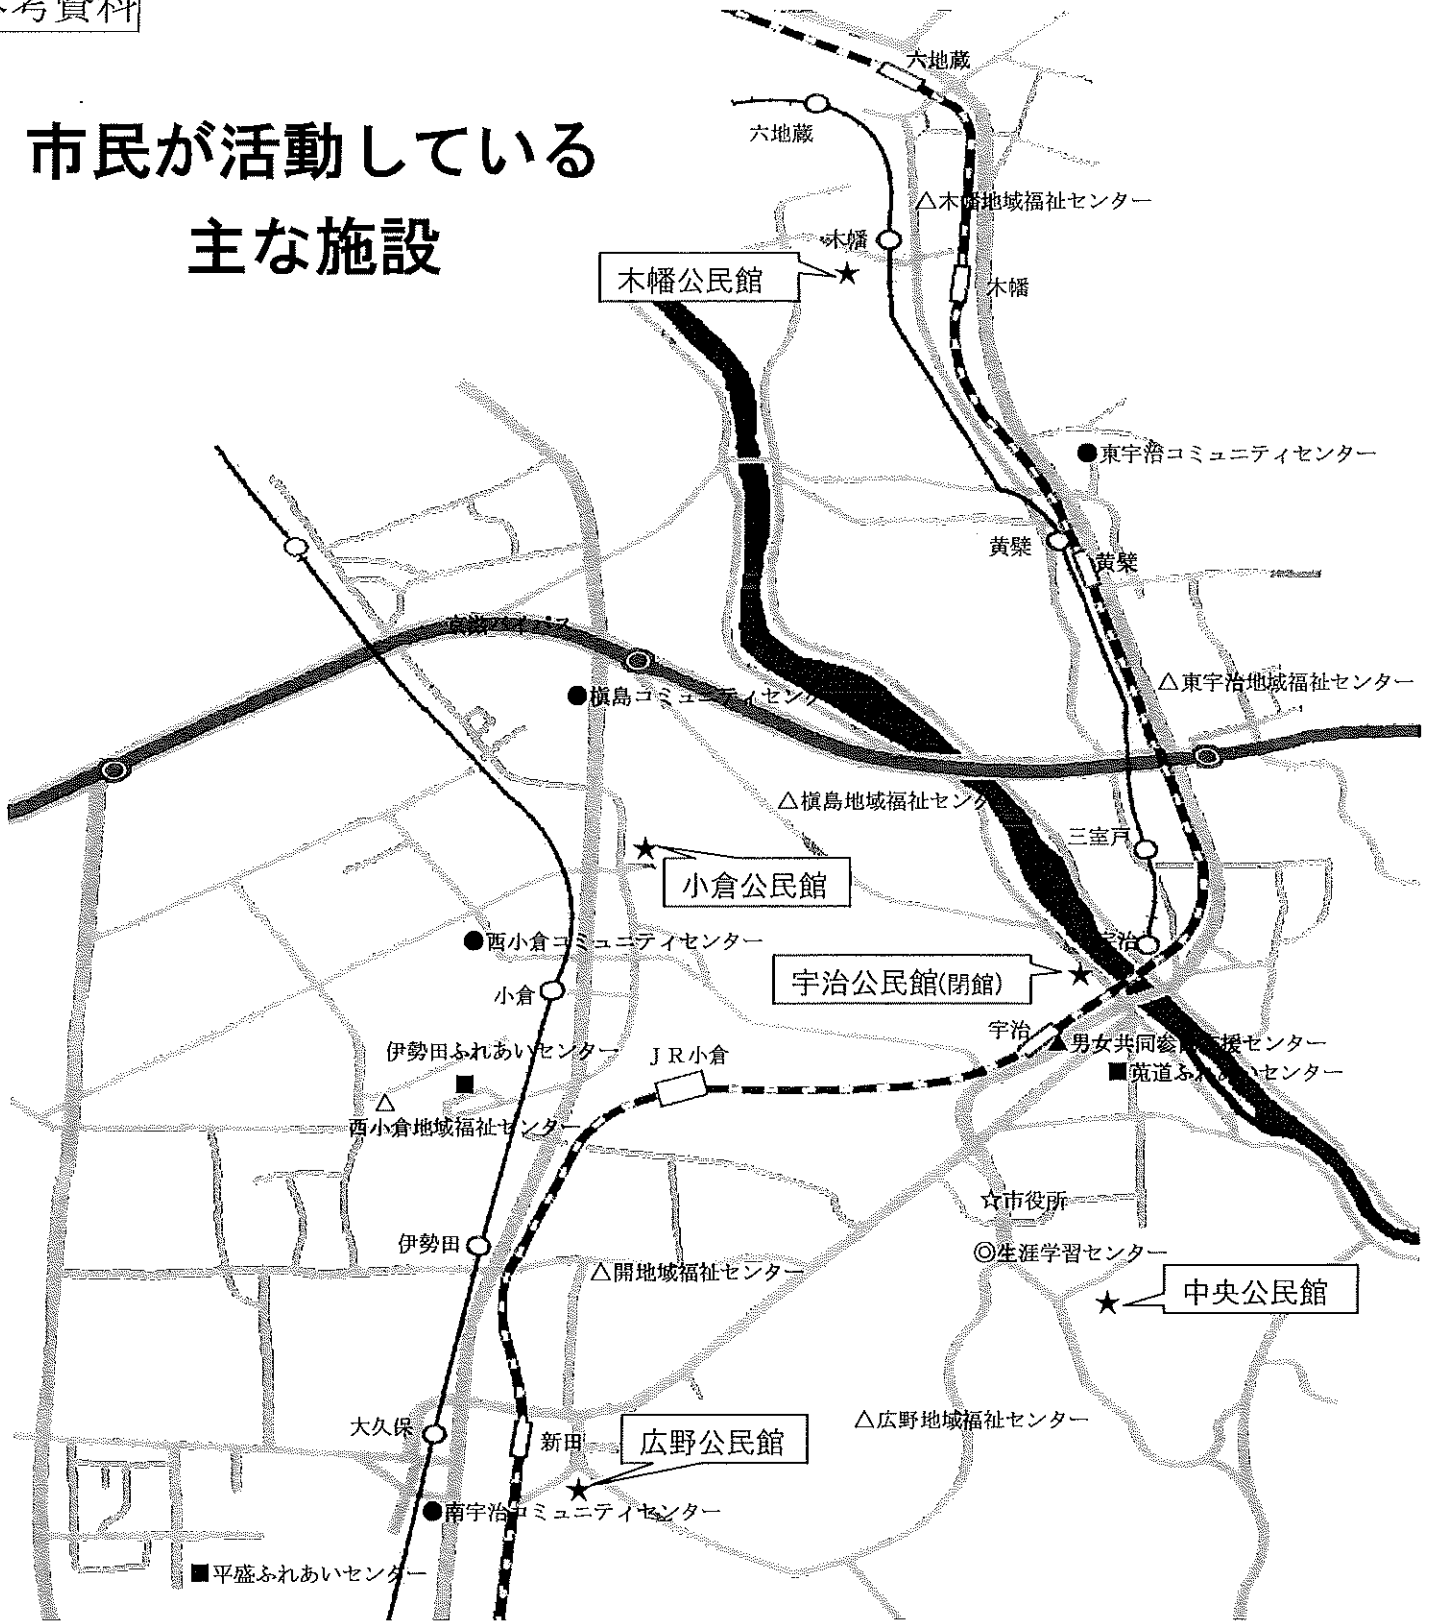 考資料
市民が活動している
主な施設
六地蔵
六地蔵
△木幡地域福祉センター
木幡
木幡公民館
★
木幡
●東宇治コミュニティセンター
黄檗
黄檗
京滋バイパス
△東宇治地域福祉センター
●槇島コミュニティセンタ
△槇島地域福祉センタ
三室戸
★
小倉公民館
●西小倉コミュニティセンター
宇治
宇治公民館(閉館)
★
小倉
宇治
▲男女共同参画支援センター
伊勢田ふれあいセンター
■
JR小倉
■菟道ふれあいセンター
△
西小倉地域福祉センター
☆市役所
伊勢田
◎生涯学習センター
△開地域福祉センター
中央公民館
★
大久保
新田
広野公民館
★
△広野地域福祉センター
●南宇治コミュニティセンター
■平盛ふれあいセンター